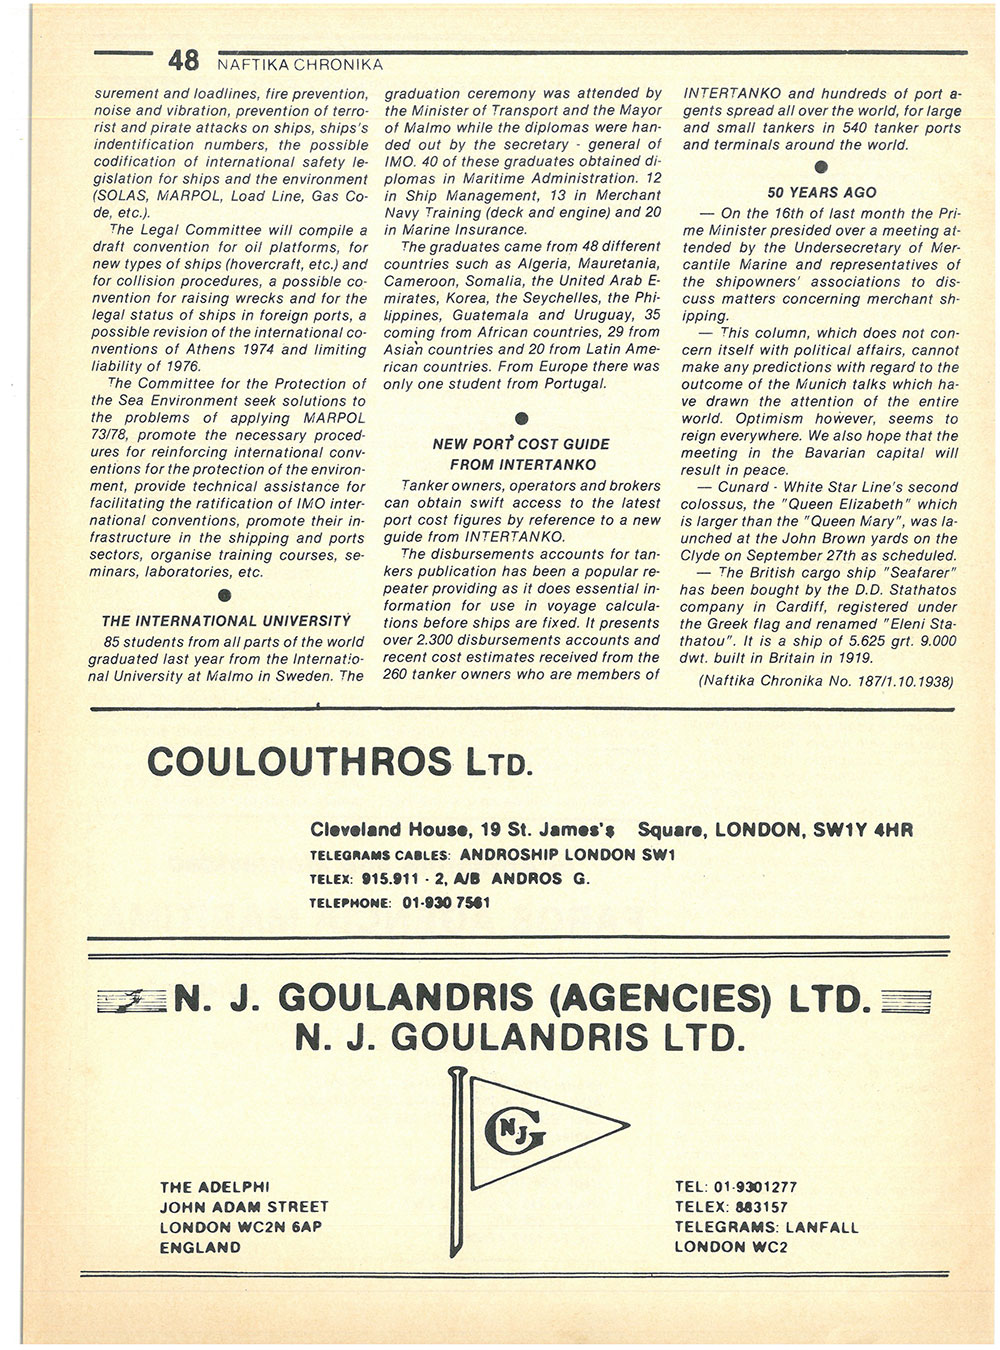 48 NAFTIKA CHRONIKA
surement and loadlines, fire prevention,
noise and vibration, prevention of terro-
rist and pirate attacks on ships, ships's
indentification numbers, the possible
codification of international safety le-
gislation for ships and the environment
(SOLAS, MARPOL, Load Line, Gas Co-
de, etc.).
The Legal Committee will compile a
draft convention for oil platforms, for
new types of ships (hovercraft, etc.) and
for collision procedures, a possible co-
nvention for raising wrecks and for the
legal status of ships in foreign ports, a
possible revision of the international co-
nventions of Athens 1974 and limiting
liability of 1976.
The Committee for the Protection of
the Sea Environment seek solutions to
the problems of applying MARPOL
73/78, promote the necessary proced-
ures for reinforcing international conv-
entions for the protection of the environ-
ment, provide technical assistance for
facilitating the ratification of IMO inter-
national conventions, promote their in-
frastructure in the shipping and ports
sectors, organise training courses, se-
minars, laboratories, etc.
THE INTERNATIONAL UNIVERSITY
85 students from all parts of the world
graduated last year from the Internatio-
nal University at Malmo in Sweden. The
graduation ceremony was attended by
the Minister of Transport and the Mayor
of Malmo while the diplomas were han-
ded out by the secretary - general of
IMO. 40 of these graduates obtained di-
plomas in Maritime Administration. 12
in Ship Management, 13 in Merchant
Navy Training (deck and engine) and 20
in Marine Insurance.
The graduates came from 48 different
countries such as Algeria, Mauretania,
Cameroon, Somalia, the United Arab E-
mirates, Korea, the Seychelles, the Phi-
lippines, Guatemala and Uruguay, 35
coming from African countries, 29 from
Asian countries and 20 from Latin Ame-
rican countries. From Europe there was
only one student from Portugal.
NEW PORT COST GUIDE
FROM INTERTANKO
Tanker owners, operators and brokers
can obtain swift access to the latest
port cost figures by reference to a new
guide from INTERTANKO.
The disbursements accounts for tan-
kers publication has been a popular re-
peater providing as it does essential in-
formation for use in voyage calcula-
tions before ships are fixed. It presents
over 2.300 disbursements accounts and
recent cost estimates received from the
260 tanker owners who are members of
INTERTANKO and hundreds of port a-
gents spread all over the world, for large
and small tankers in 540 tanker ports
and terminals around the world.
50 YEARS AGO
— On the 16th of last month the Pri-
me Minister presided over a meeting at-
tended by the Undersecretary of Mer-
cantile Marine and representatives of
the shipowners' associations to dis-
cuss matters concerning merchant sh-
ipping.
— This column, which does not con-
cern itself with political affairs, cannot
make any predictions with regard to the
outcome of the Munich talks which ha-
ve drawn the attention of the entire
world. Optimism however, seems to
reign everywhere. We also hope that the
meeting in the Bavarian capital will
result in peace.
— Cunard - White Star Line's second
colossus, the "Queen Elizabeth" which
is larger than the "Queen Mary", was la-
unched at the John Brown yards on the
Clyde on September 27th as scheduled.
— The British cargo ship "Seafarer"
has been bought by the D.D. Stathatos
company in Cardiff, registered under
the Greek flag and renamed "Eleni Sta-
thatou". It is a ship of 5.625 grt. 9.000
dwt. built in Britain in 1919.
(Naftika Chronika No. 187/1.10.1938)
COULOUTHROS LTD.
Cleveland House, 19 St. James's Square, LONDON, SW1Y 4HR
TELEGRAMS CABLES: ANDROSHIP LONDON SW1
TELEX: 915.911 - 2, A/B ANDROS G.
TELEPHONE: 01-930 7561
N. J. GOULANDRIS (AGENCIES) LTD.
N. J. GOULANDRIS LTD.
NJG
THE ADELPHI
JOHN ADAM STREET
LONDON WC2N 6AP
ENGLAND
TEL: 01-9301277
TELEX: 883157
TELEGRAMS: LANFALL
LONDON WC2